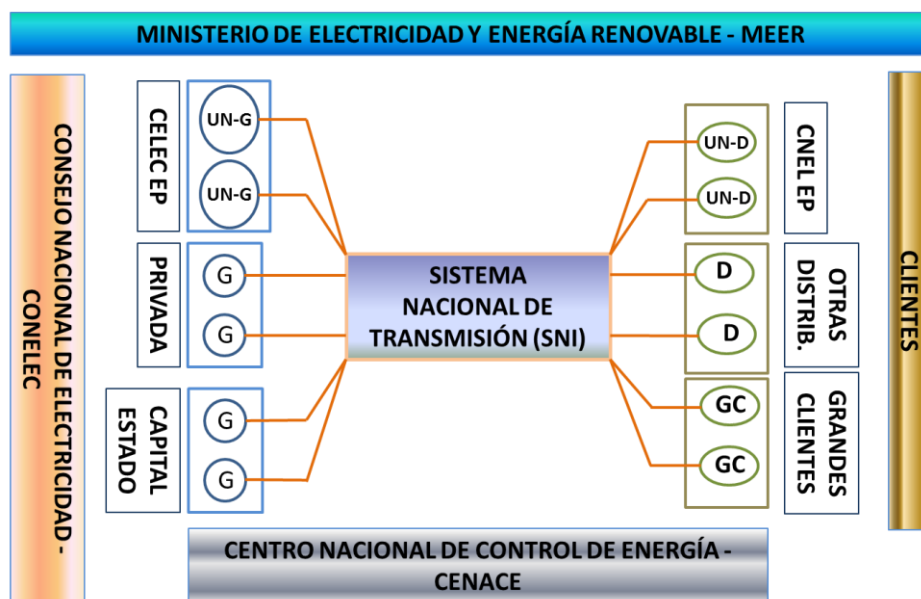 MINISTERIO DE ELECTRICIDAD Y ENERGÍA RENOVABLE - MEER
CONSEJO NACIONAL DE ELECTRICIDAD -
CONELEC
CELEC EP
UN-G
UN-G
PRIVADA
G
G
CAPITAL
ESTADO
G
G
SISTEMA
NACIONAL DE
TRANSMISIÓN (SNI)
UN-D
UN-D
CNEL EP
D
D
OTRAS
DISTRIB.
GC
GC
GRANDES
CLIENTES
CLIENTES
CENTRO NACIONAL DE CONTROL DE ENERGÍA -
CENACE